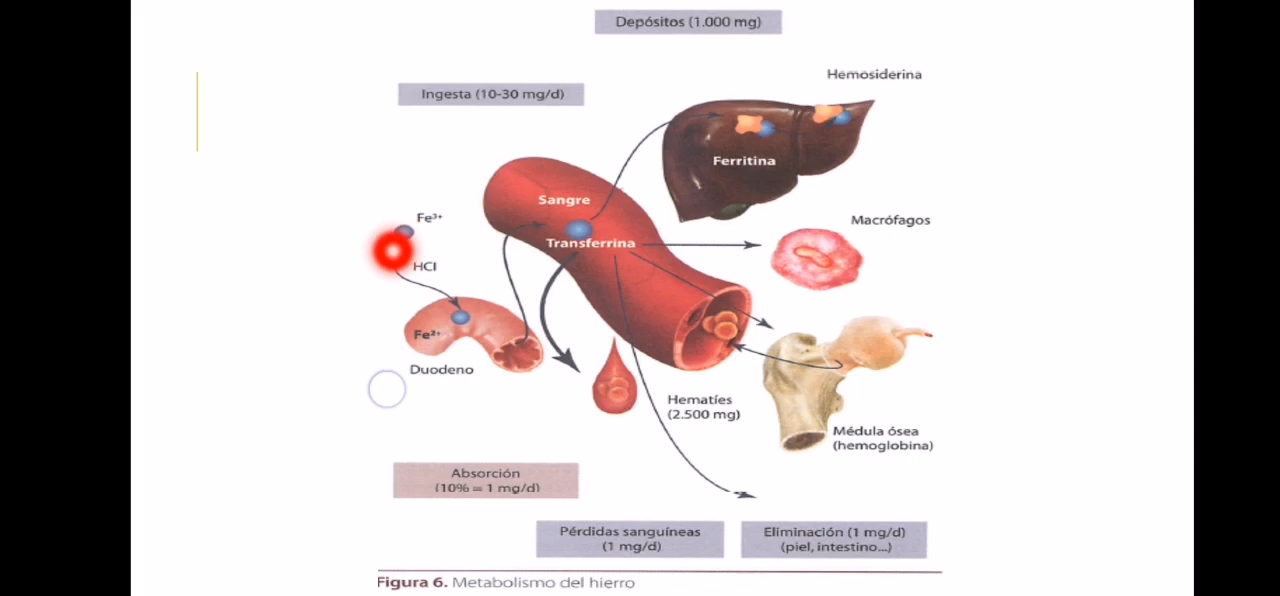 Depósitos (1.000 mg)
Hemosiderina
Ingesta (10-30 mg/d)
Ferritina
Sangre
Fe³⁺
Macrófagos
Transferrina
HCl
Fe²⁺
Duodeno
Hematíes
(2.500 mg)
Médula ósea
(hemoglobina)
Absorción
(10% = 1 mg/d)
Pérdidas sanguíneas
(1 mg/d)
Eliminación (1 mg/d)
(piel, intestino...)
Figura 6. Metabolismo del hierro